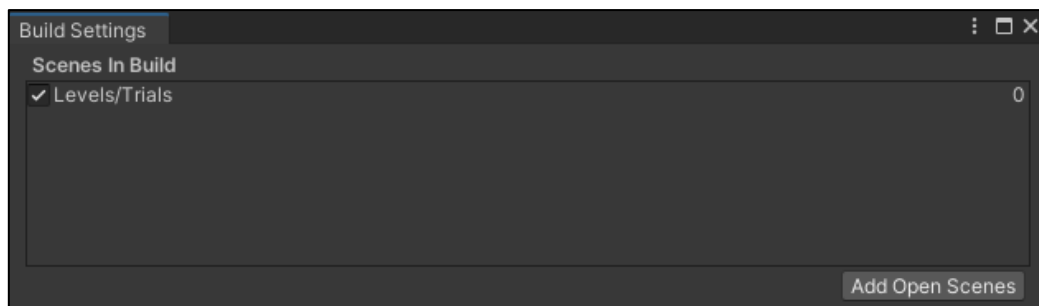 Build Settings
Scenes In Build
Levels/Trials 0
Add Open Scenes